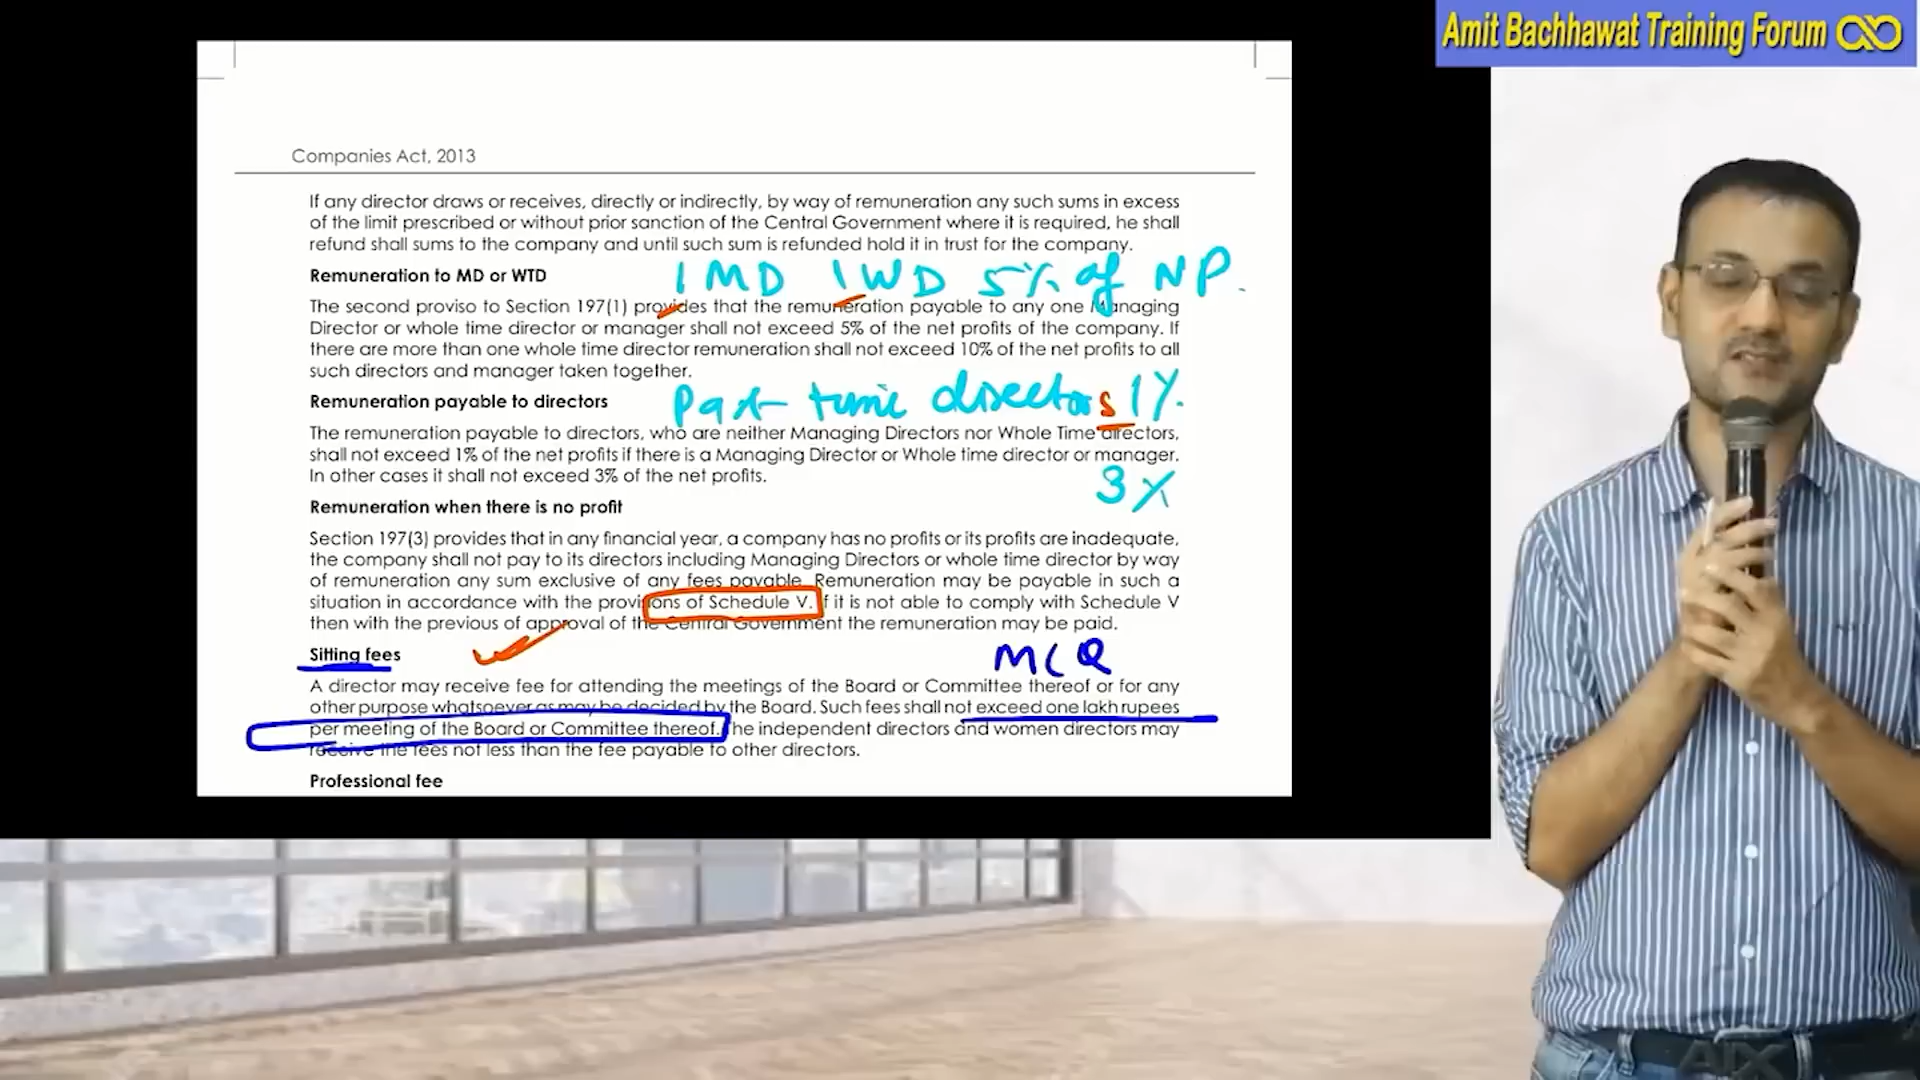 Amit Bachhawat Training Forum
Companies Act, 2013
If any director draws or receives, directly or indirectly, by way of remuneration any such sums in excess
of the limit prescribed or without prior sanction of the Central Government where it is required, he shall
refund shall sums to the company and until such sum is refunded hold it in trust for the company.
Remuneration to MD or WTD
1 MD 1 WD 5% of NP.
The second proviso to Section 197(1) provides that the remuneration payable to any one Managing
Director or whole time director or manager shall not exceed 5% of the net profits of the company. If
there are more than one whole time director remuneration shall not exceed 10% of the net profits to all
such directors and manager taken together.
Remuneration payable to directors
Part time directors 1%.
The remuneration payable to directors, who are neither Managing Directors nor Whole Time directors,
shall not exceed 1% of the net profits if there is a Managing Director or Whole time director or manager.
In other cases it shall not exceed 3% of the net profits.
3%
Remuneration when there is no profit
Section 197(3) provides that in any financial year, a company has no profits or its profits are inadequate,
the company shall not pay to its directors including Managing Directors or whole time director by way
of remuneration any sum exclusive of any fees payable. Remuneration may be payable in such a
situation in accordance with the provisions of Schedule V. If it is not able to comply with Schedule V
then with the previous of approval of the Central Government the remuneration may be paid.
Sitting fees
MCQ
A director may receive fee for attending the meetings of the Board or Committee thereof or for any
other purpose whatsoever as may be decided by the Board. Such fees shall not exceed one lakh rupees
per meeting of the Board or Committee thereof. The independent directors and women directors may
receive the fees not less than the fee payable to other directors.
Professional fee